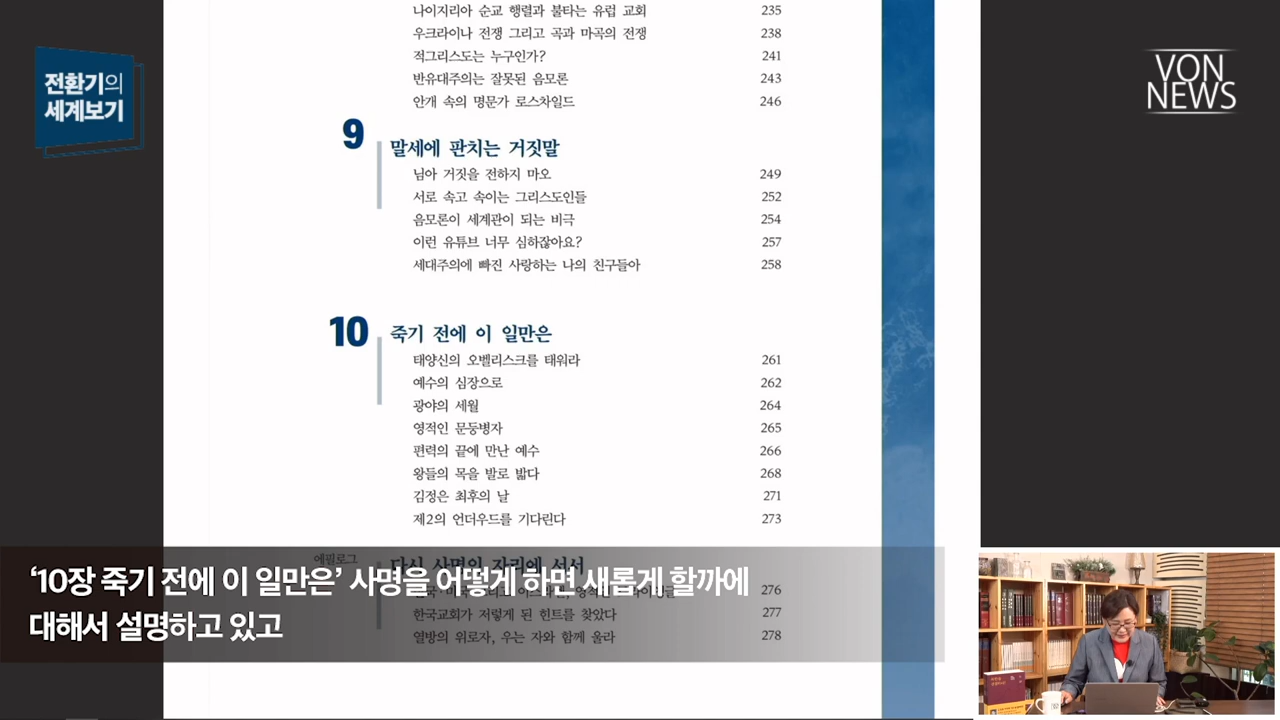 나이지리아 순교 행렬과 불타는 유럽 교회 235
우크라이나 전쟁 그리고 곡과 마곡의 전쟁 238
적그리스도는 누구인가? 241
반유대주의는 잘못된 음모론 243
안개 속의 명문가 로스차일드 246
전환기의
세계보기
VON
NEWS
9 말세에 판치는 거짓말
님아 거짓을 전하지 마오 249
서로 속고 속이는 그리스도인들 252
음모론이 세계관이 되는 비극 254
이런 유튜브 너무 심하잖아요? 257
세대주의에 빠진 사랑하는 나의 친구들아 258
10 죽기 전에 이 일만은
태양신의 오벨리스크를 태워라 261
예수의 심장으로 262
광야의 세월 264
영적인 문둥병자 265
편력의 끝에 만난 예수 266
왕들의 목을 발로 밟다 268
김정은 최후의 날 271
제2의 언더우드를 기다린다 273
에필로그 다시 사명의 자리에 서서
276
한국교회가 저렇게 된 힌트를 찾았다 277
열방의 위로자, 우는 자와 함께 울라 278
‘10장 죽기 전에 이 일만은’ 사명을 어떻게 하면 새롭게 할까에
대해서 설명하고 있고